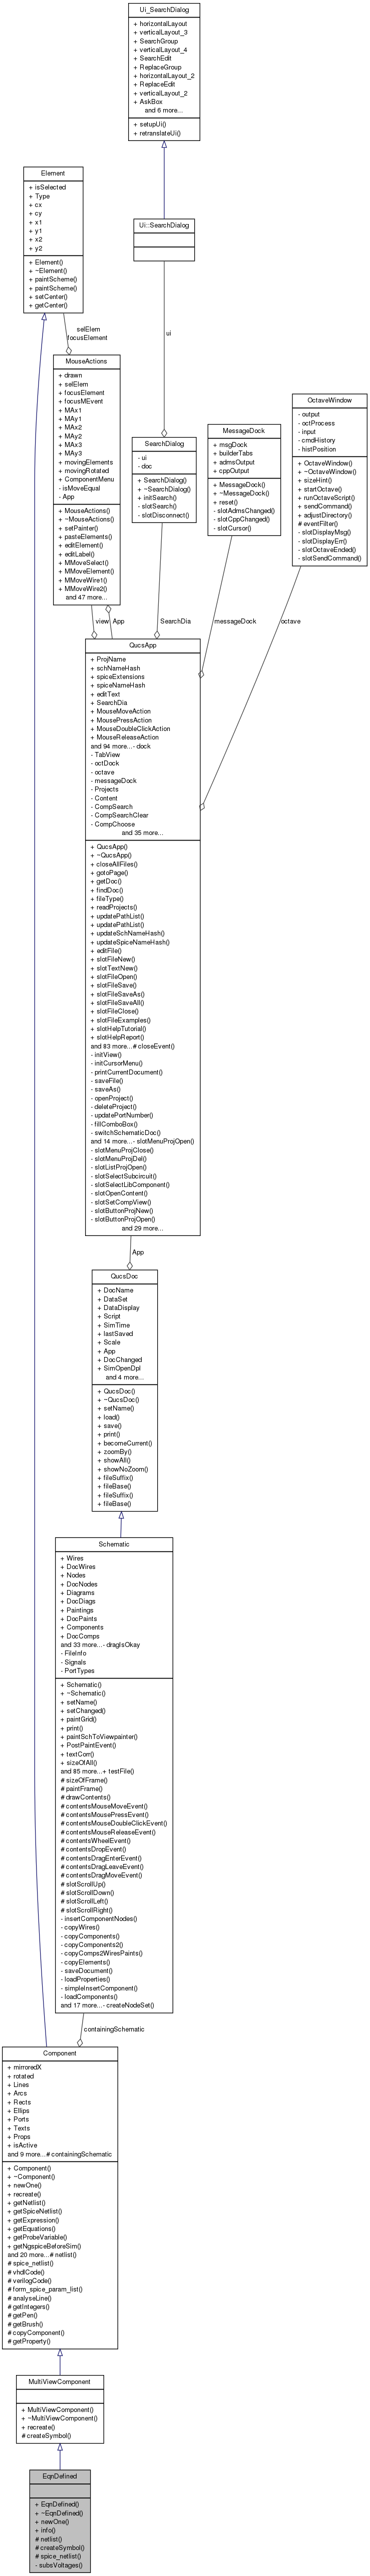 Ui_SearchDialog
+ horizontalLayout
+ verticalLayout_3
+ SearchGroup
+ verticalLayout_4
+ SearchEdit
+ ReplaceGroup
+ horizontalLayout_2
+ ReplaceEdit
+ verticalLayout_2
+ AskBox
and 6 more...
+ setupUi()
+ retranslateUi()
Element
+ isSelected
+ Type
+ cx
+ cy
+ x1
+ y1
+ x2
+ y2
+ Element()
+ ~Element()
+ paintScheme()
+ paintScheme()
+ setCenter()
+ getCenter()
Ui::SearchDialog
selElem
focusElement
ui
MouseActions
+ drawn
+ selElem
+ focusElement
+ focusMEvent
+ MAx1
+ MAy1
+ MAx2
+ MAy2
+ MAx3
+ MAy3
+ movingElements
+ movingRotated
+ ComponentMenu
- isMoveEqual
- App
+ MouseActions()
+ ~MouseActions()
+ setPainter()
+ pasteElements()
+ editElement()
+ editLabel()
+ MMoveSelect()
+ MMoveElement()
+ MMoveWire1()
+ MMoveWire2()
and 47 more...
SearchDialog
- ui
- doc
+ SearchDialog()
+ ~SearchDialog()
+ initSearch()
- slotSearch()
- slotDisconnect()
MessageDock
+ msgDock
+ builderTabs
+ admsOutput
+ cppOutput
+ MessageDock()
+ ~MessageDock()
+ reset()
- slotAdmsChanged()
- slotCppChanged()
- slotCursor()
OctaveWindow
- output
- octProcess
- input
- cmdHistory
- histPosition
+ OctaveWindow()
+ ~OctaveWindow()
+ sizeHint()
+ startOctave()
+ runOctaveScript()
+ sendCommand()
+ adjustDirectory()
# eventFilter()
- slotDisplayMsg()
- slotDisplayErr()
- slotOctaveEnded()
- slotSendCommand()
view
App
SearchDia
messageDock
octave
QucsApp
+ ProjName
+ schNameHash
+ spiceExtensions
+ spiceNameHash
+ editText
+ SearchDia
+ MouseMoveAction
+ MousePressAction
+ MouseDoubleClickAction
+ MouseReleaseAction
and 94 more...- dock
- TabView
- octDock
- octave
- messageDock
- Projects
- Content
- CompSearch
- CompSearchClear
- CompChoose
and 35 more...
+ QucsApp()
+ ~QucsApp()
+ closeAllFiles()
+ gotoPage()
+ getDoc()
+ findDoc()
+ fileType()
+ readProjects()
+ updatePathList()
+ updatePathList()
+ updateSchNameHash()
+ updateSpiceNameHash()
+ editFile()
+ slotFileNew()
+ slotTextNew()
+ slotFileOpen()
+ slotFileSave()
+ slotFileSaveAs()
+ slotFileSaveAll()
+ slotFileClose()
+ slotFileExamples()
+ slotHelpTutorial()
+ slotHelpReport()
and 83 more...# closeEvent()
- initView()
- initCursorMenu()
- printCurrentDocument()
- saveFile()
- saveAs()
- openProject()
- deleteProject()
- updatePortNumber()
- fillComboBox()
- switchSchematicDoc()
and 14 more...- slotMenuProjOpen()
- slotMenuProjClose()
- slotMenuProjDel()
- slotListProjOpen()
- slotSelectSubcircuit()
- slotSelectLibComponent()
- slotOpenContent()
- slotSetCompView()
- slotButtonProjNew()
- slotButtonProjOpen()
and 29 more...
App
QucsDoc
+ DocName
+ DataSet
+ DataDisplay
+ Script
+ SimTime
+ lastSaved
+ Scale
+ App
+ DocChanged
+ SimOpenDpl
and 4 more...
+ QucsDoc()
+ ~QucsDoc()
+ setName()
+ load()
+ save()
+ print()
+ becomeCurrent()
+ zoomBy()
+ showAll()
+ showNoZoom()
+ fileSuffix()
+ fileBase()
+ fileSuffix()
+ fileBase()
Schematic
+ Wires
+ DocWires
+ Nodes
+ DocNodes
+ Diagrams
+ DocDiags
+ Paintings
+ DocPaints
+ Components
+ DocComps
and 33 more...- dragIsOkay
- FileInfo
- Signals
- PortTypes
+ Schematic()
+ ~Schematic()
+ setName()
+ setChanged()
+ paintGrid()
+ print()
+ paintSchToViewpainter()
+ PostPaintEvent()
+ textCorr()
+ sizeOfAll()
and 85 more...+ testFile()
# sizeOfFrame()
# paintFrame()
# drawContents()
# contentsMouseMoveEvent()
# contentsMousePressEvent()
# contentsMouseDoubleClickEvent()
# contentsMouseReleaseEvent()
# contentsWheelEvent()
# contentsDropEvent()
# contentsDragEnterEvent()
# contentsDragLeaveEvent()
# contentsDragMoveEvent()
# slotScrollUp()
# slotScrollDown()
# slotScrollLeft()
# slotScrollRight()
- insertComponentNodes()
- copyWires()
- copyComponents()
- copyComponents2()
- copyComps2WiresPaints()
- copyElements()
- saveDocument()
- loadProperties()
- simpleInsertComponent()
- loadComponents()
and 17 more...- createNodeSet()
containingSchematic
Component
+ mirroredX
+ rotated
+ Lines
+ Arcs
+ Rects
+ Ellips
+ Ports
+ Texts
+ Props
+ isActive
and 9 more...# containingSchematic
+ Component()
+ ~Component()
+ newOne()
+ recreate()
+ getNetlist()
+ getSpiceNetlist()
+ getExpression()
+ getEquations()
+ getProbeVariable()
+ getNgspiceBeforeSim()
and 20 more...# netlist()
# spice_netlist()
# vhdlCode()
# verilogCode()
# form_spice_param_list()
# analyseLine()
# getIntegers()
# getPen()
# getBrush()
# copyComponent()
# getProperty()
MultiViewComponent
+ MultiViewComponent()
+ ~MultiViewComponent()
+ recreate()
# createSymbol()
EqnDefined
+ EqnDefined()
+ ~EqnDefined()
+ newOne()
+ info()
# netlist()
# createSymbol()
# spice_netlist()
- subsVoltages()